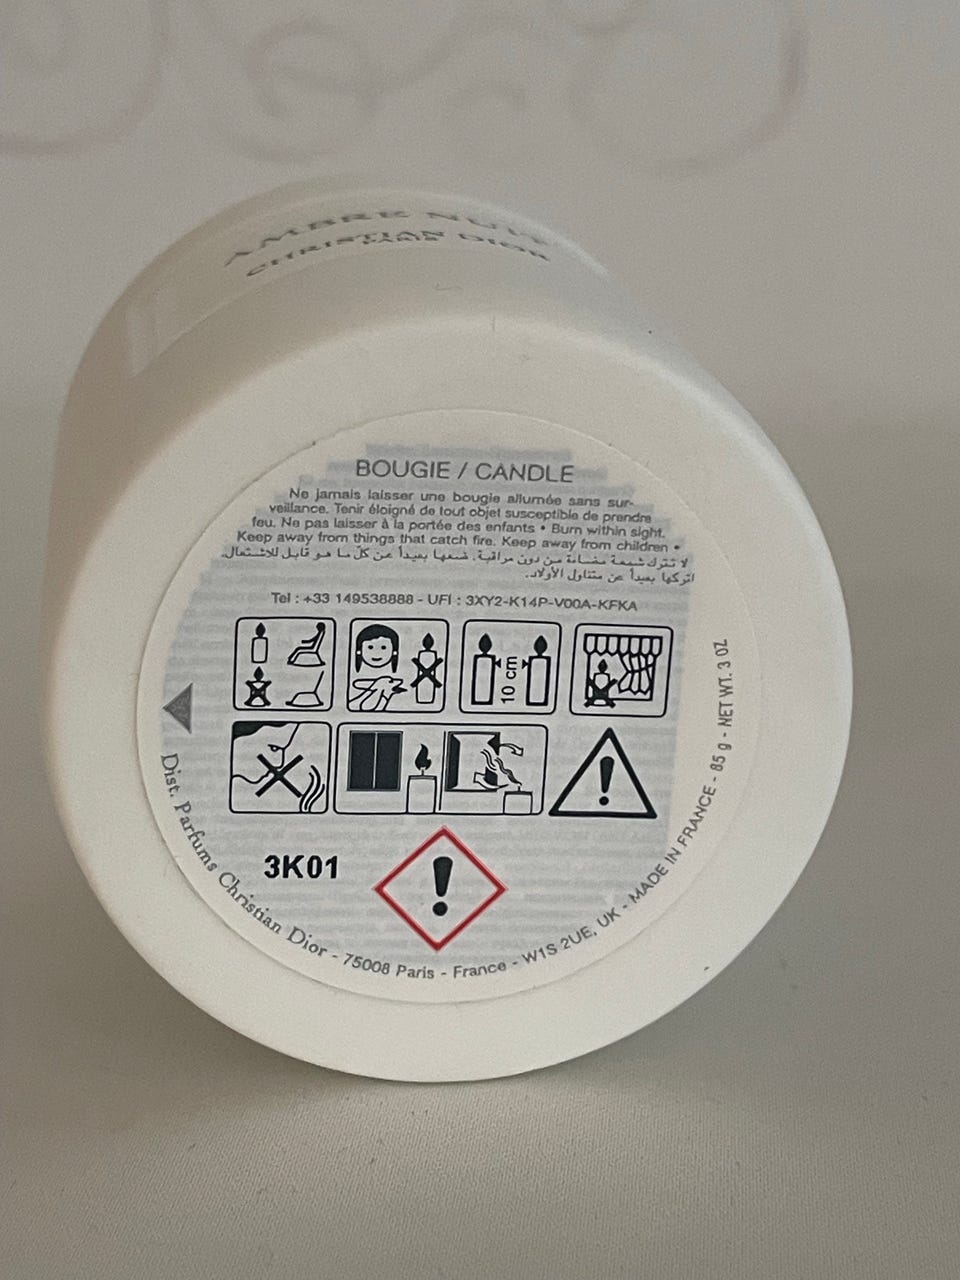 AMBRE NUIT
CHRISTIAN DIOR
PARIS
BOUGIE / CANDLE
Ne jamais laisser une bougie allumée sans sur-
veillance. Tenir éloigné de tout objet susceptible de prendre
feu. Ne pas laisser à la portée des enfants • Burn within sight.
Keep away from things that catch fire. Keep away from children •
لا تترك شمعة مضاءة من دون مراقبة. ضعها بعيداً عن كلّ ما هو قابل للاشتعال.
اتركها بعيداً عن متناول الأولاد.
Tel : +33 149538888 - UFI : 3XY2-K14P-V00A-KFKA
10 cm
3K01
Dist. Parfums Christian Dior - 75008 Paris - France - W1S 2UE, UK - MADE IN FRANCE - 85 g - NET WT. 3 OZ